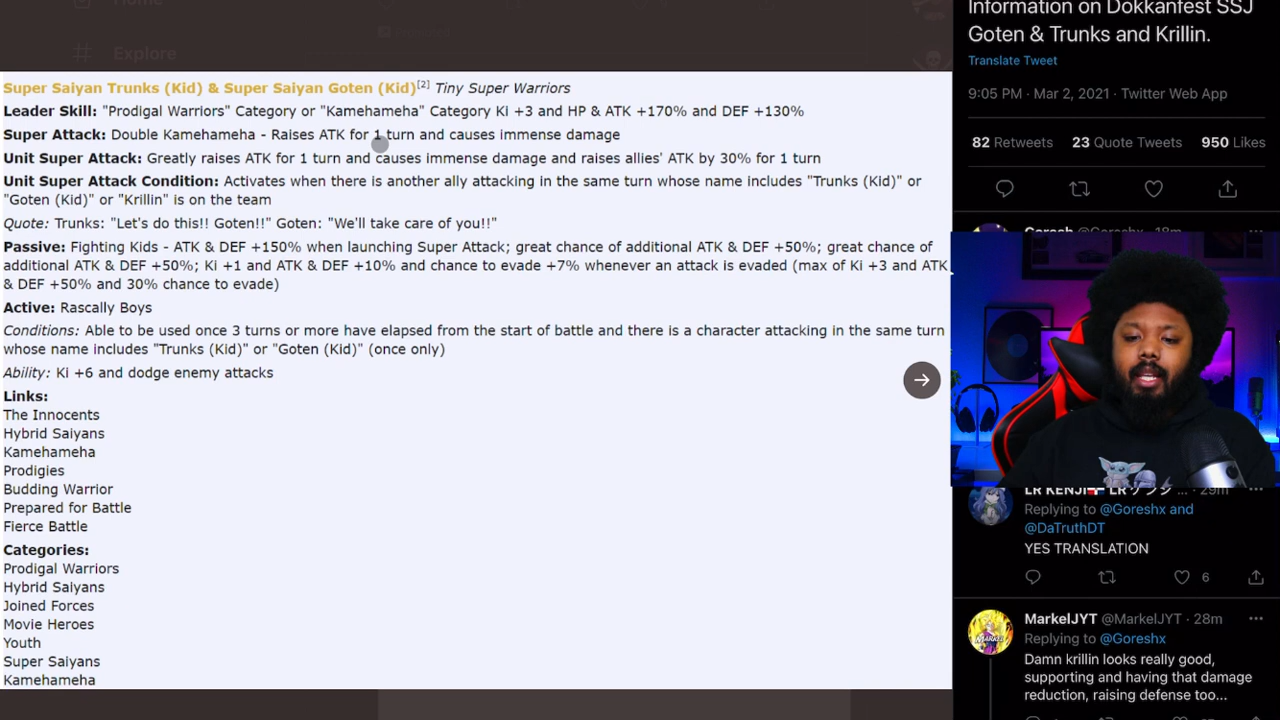 Home
Explore
Super Saiyan Trunks (Kid) & Super Saiyan Goten (Kid)[2] Tiny Super Warriors
Leader Skill: "Prodigal Warriors" Category or "Kamehameha" Category Ki +3 and HP & ATK +170% and DEF +130%
Super Attack: Double Kamehameha - Raises ATK for 1 turn and causes immense damage
Unit Super Attack: Greatly raises ATK for 1 turn and causes immense damage and raises allies' ATK by 30% for 1 turn
Unit Super Attack Condition: Activates when there is another ally attacking in the same turn whose name includes "Trunks (Kid)" or
"Goten (Kid)" or "Krillin" is on the team
Quote: Trunks: "Let's do this!! Goten!!" Goten: "We'll take care of you!!"
Passive: Fighting Kids - ATK & DEF +150% when launching Super Attack; great chance of additional ATK & DEF +50%; great chance of
additional ATK & DEF +50%; Ki +1 and ATK & DEF +10% and chance to evade +7% whenever an attack is evaded (max of Ki +3 and ATK
& DEF +50% and 30% chance to evade)
Active: Rascally Boys
Conditions: Able to be used once 3 turns or more have elapsed from the start of battle and there is a character attacking in the same turn
whose name includes "Trunks (Kid)" or "Goten (Kid)" (once only)
Ability: Ki +6 and dodge enemy attacks
Links:
The Innocents
Hybrid Saiyans
Kamehameha
Prodigies
Budding Warrior
Prepared for Battle
Fierce Battle
Categories:
Prodigal Warriors
Hybrid Saiyans
Joined Forces
Movie Heroes
Youth
Super Saiyans
Kamehameha
Information on Dokkanfest SSJ
Goten & Trunks and Krillin.
Translate Tweet
9:05 PM · Mar 2, 2021 · Twitter Web App
82 Retweets 23 Quote Tweets 950 Likes
Goresh @Goreshx · 18m
LR KENJI LR ... · 29m
Replying to @Goreshx and
@DaTruthDT
YES TRANSLATION
6
MarkelJYT @MarkelJYT · 28m
Replying to @Goreshx
Damn krillin looks really good,
supporting and having that damage
reduction, raising defense too...